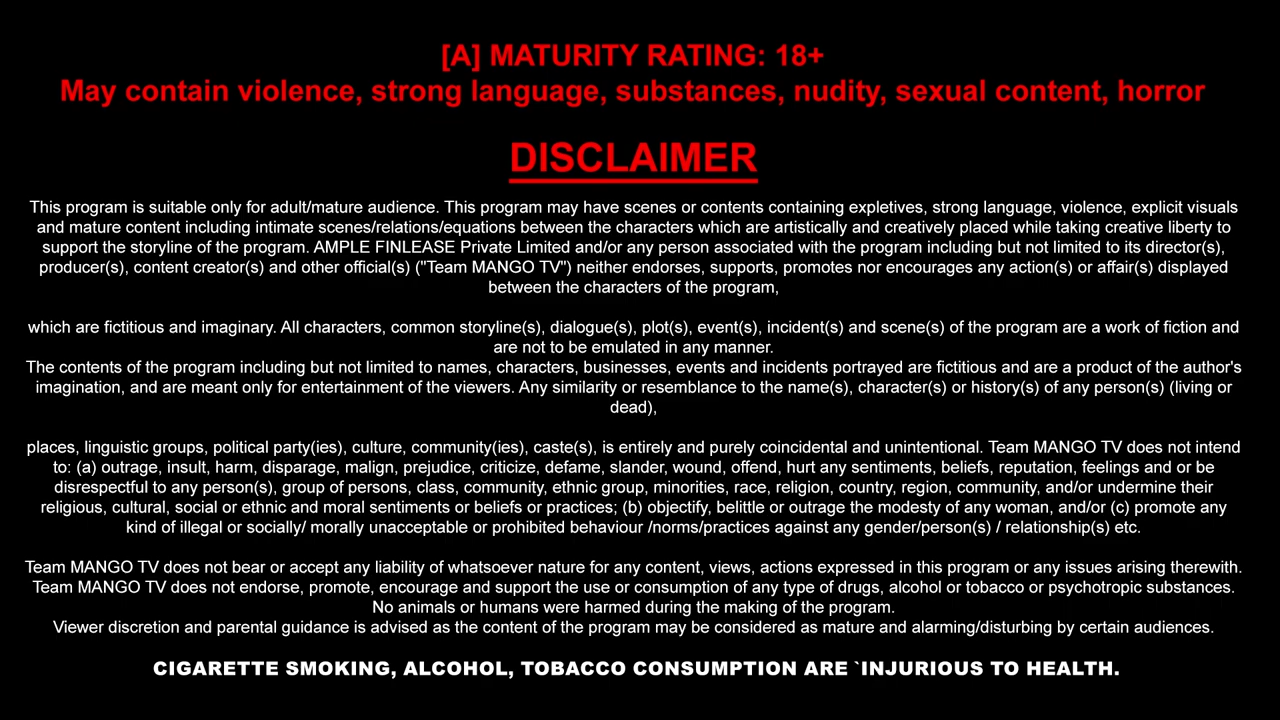 [A] MATURITY RATING: 18+
May contain violence, strong language, substances, nudity, sexual content, horror
DISCLAIMER
This program is suitable only for adult/mature audience. This program may have scenes or contents containing expletives, strong language, violence, explicit visuals
and mature content including intimate scenes/relations/equations between the characters which are artistically and creatively placed while taking creative liberty to
support the storyline of the program. AMPLE FINLEASE Private Limited and/or any person associated with the program including but not limited to its director(s),
producer(s), content creator(s) and other official(s) ("Team MANGO TV") neither endorses, supports, promotes nor encourages any action(s) or affair(s) displayed
between the characters of the program,
which are fictitious and imaginary. All characters, common storyline(s), dialogue(s), plot(s), event(s), incident(s) and scene(s) of the program are a work of fiction and
are not to be emulated in any manner.
The contents of the program including but not limited to names, characters, businesses, events and incidents portrayed are fictitious and are a product of the author's
imagination, and are meant only for entertainment of the viewers. Any similarity or resemblance to the name(s), character(s) or history(s) of any person(s) (living or
dead),
places, linguistic groups, political party(ies), culture, community(ies), caste(s), is entirely and purely coincidental and unintentional. Team MANGO TV does not intend
to: (a) outrage, insult, harm, disparage, malign, prejudice, criticize, defame, slander, wound, offend, hurt any sentiments, beliefs, reputation, feelings and or be
disrespectful to any person(s), group of persons, class, community, ethnic group, minorities, race, religion, country, region, community, and/or undermine their
religious, cultural, social or ethnic and moral sentiments or beliefs or practices; (b) objectify, belittle or outrage the modesty of any woman, and/or (c) promote any
kind of illegal or socially/ morally unacceptable or prohibited behaviour /norms/practices against any gender/person(s) / relationship(s) etc.
Team MANGO TV does not bear or accept any liability of whatsoever nature for any content, views, actions expressed in this program or any issues arising therewith.
Team MANGO TV does not endorse, promote, encourage and support the use or consumption of any type of drugs, alcohol or tobacco or psychotropic substances.
No animals or humans were harmed during the making of the program.
Viewer discretion and parental guidance is advised as the content of the program may be considered as mature and alarming/disturbing by certain audiences.
CIGARETTE SMOKING, ALCOHOL, TOBACCO CONSUMPTION ARE `INJURIOUS TO HEALTH.